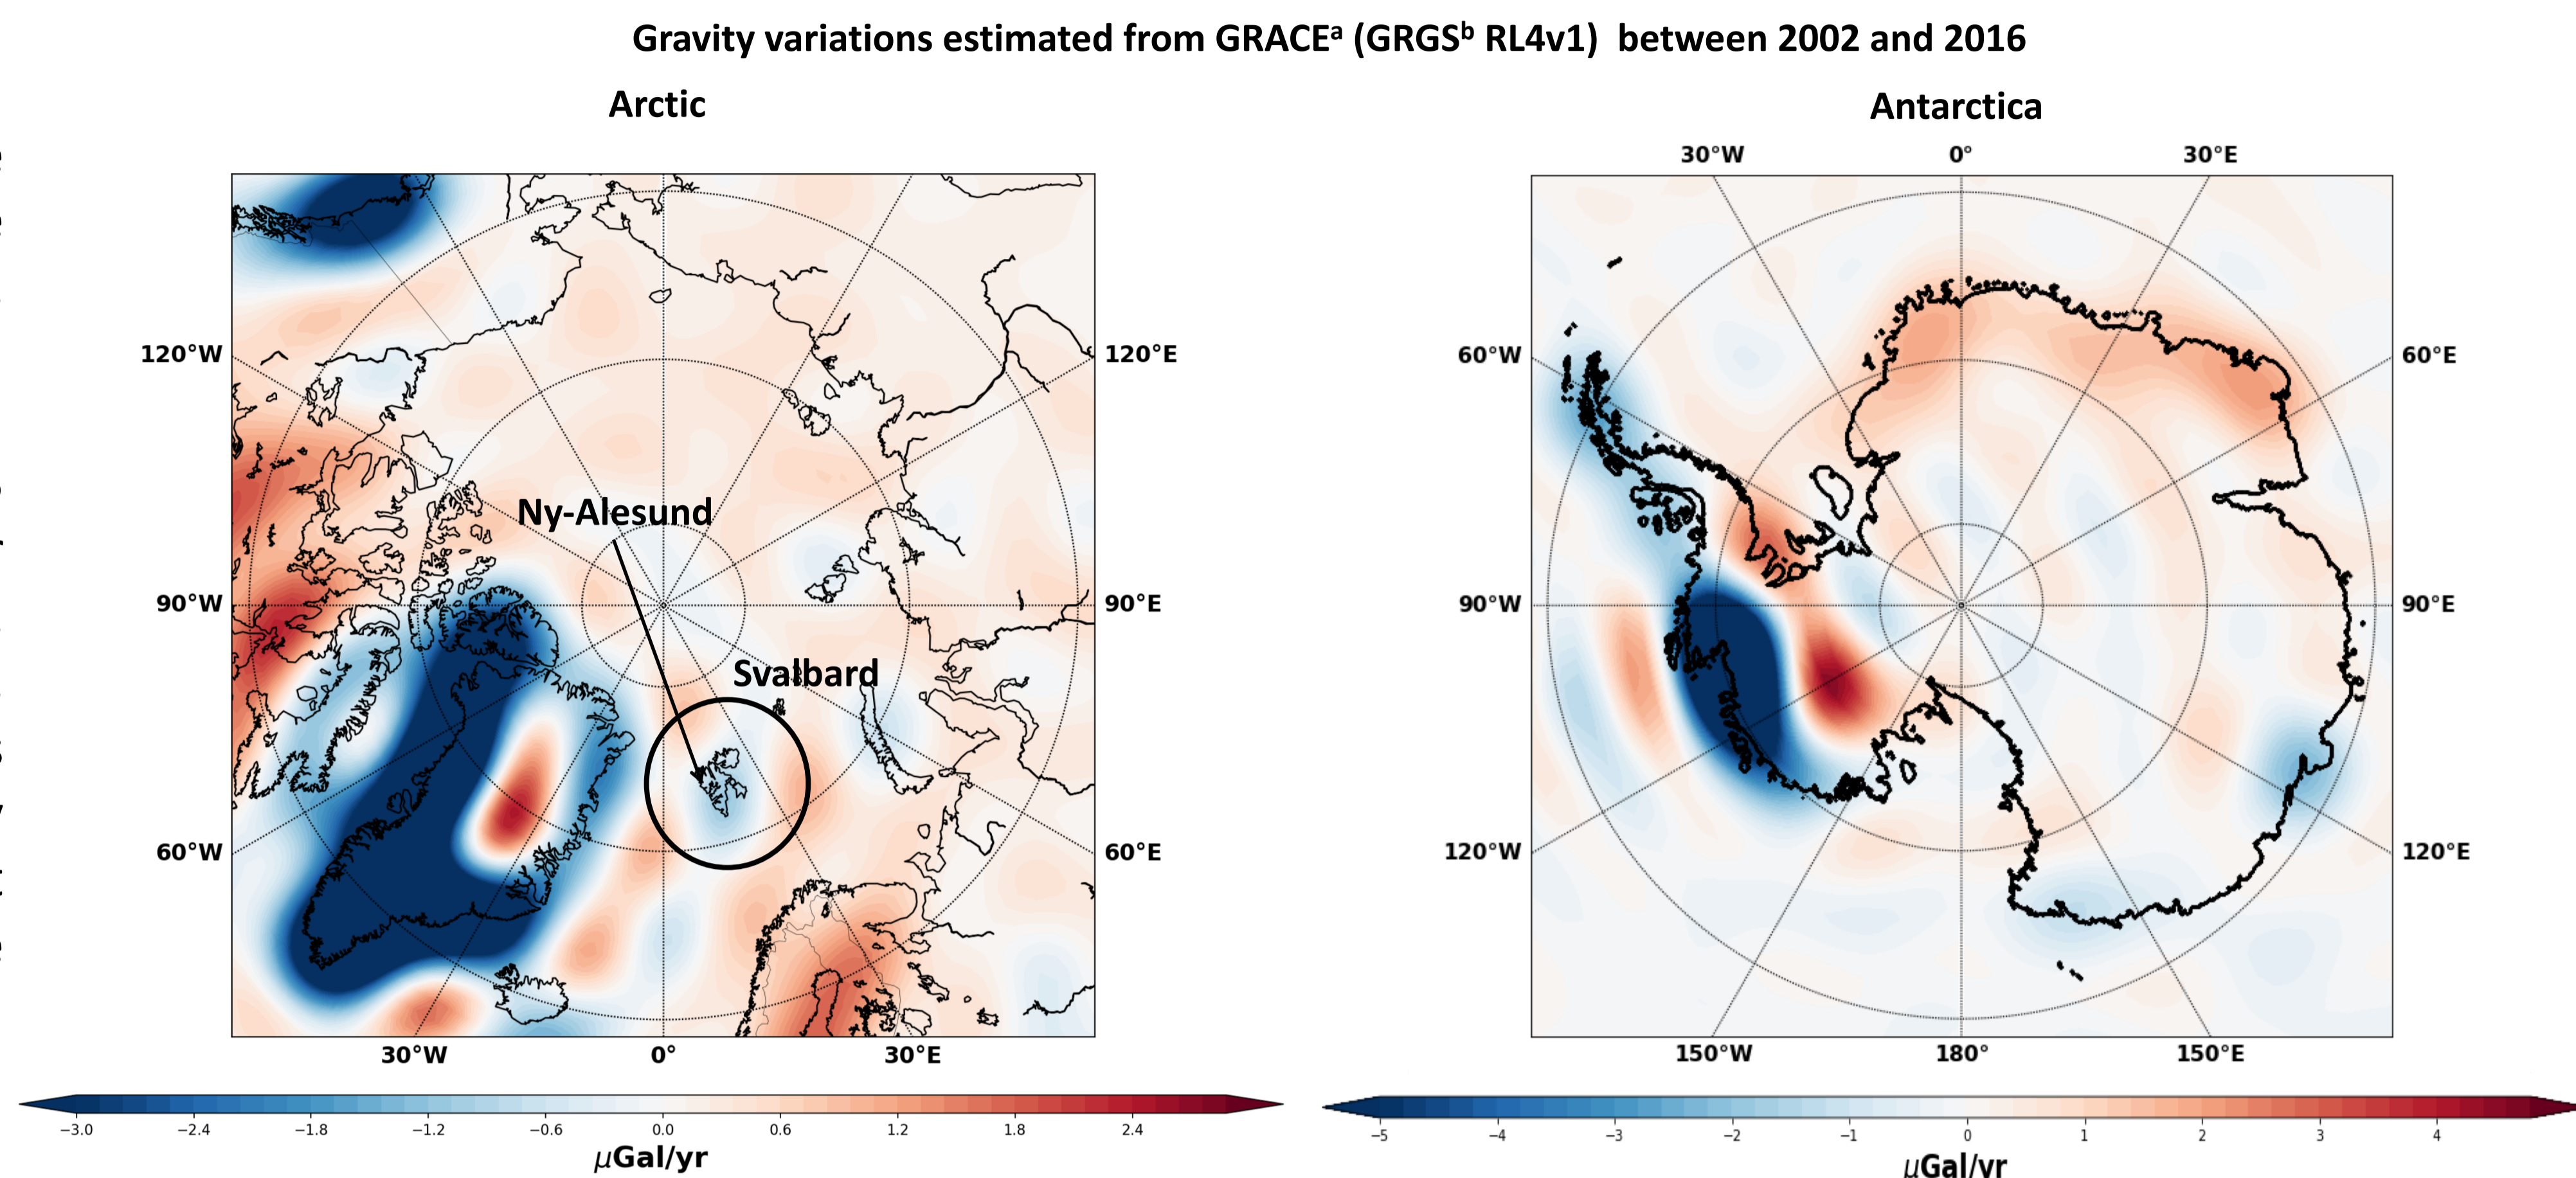 Gravity variations estimated from GRACEᵃ (GRGSᵇ RL4v1) between 2002 and 2016
Arctic
Antarctica
30°W 0° 30°E
120°W
120°E
60°W
60°E
Ny-Alesund
90°W
90°E
90°W
90°E
Svalbard
60°W
60°E
120°W
120°E
30°W 0° 30°E
150°W 180° 150°E
−3.0 −2.4 −1.8 −1.2 −0.6 0.0 0.6 1.2 1.8 2.4
μGal/yr
−5 −4 −3 −2 −1 0 1 2 3 4
μGal/yr